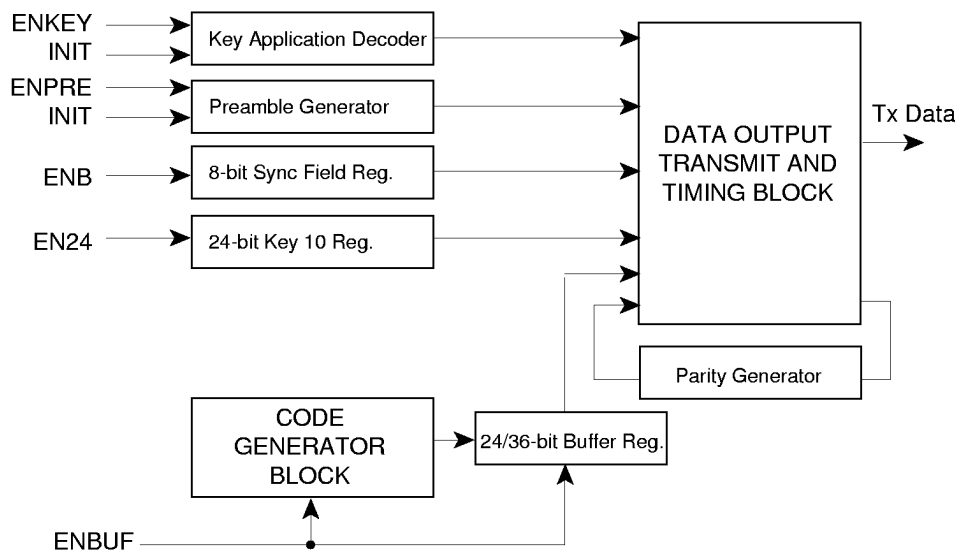 ENKEY
INIT
Key Application Decoder
ENPRE
INIT
Preamble Generator
ENB
8-bit Sync Field Reg.
EN24
24-bit Key 10 Reg.
DATA OUTPUT
TRANSMIT AND
TIMING BLOCK
Tx Data
Parity Generator
CODE
GENERATOR
BLOCK
24/36-bit Buffer Reg.
ENBUF